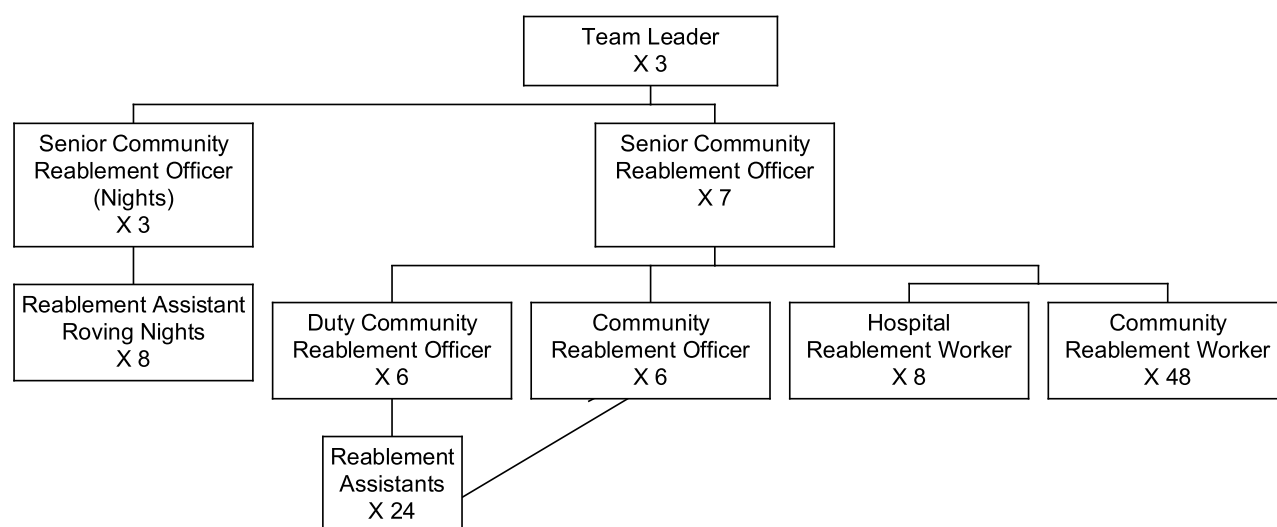 Team Leader
X 3
Senior Community
Reablement Officer
(Nights)
X 3
Senior Community
Reablement Officer
X 7
Reablement Assistant
Roving Nights
X 8
Duty Community
Reablement Officer
X 6
Community
Reablement Officer
X 6
Hospital
Reablement Worker
X 8
Community
Reablement Worker
X 48
Reablement
Assistants
X 24